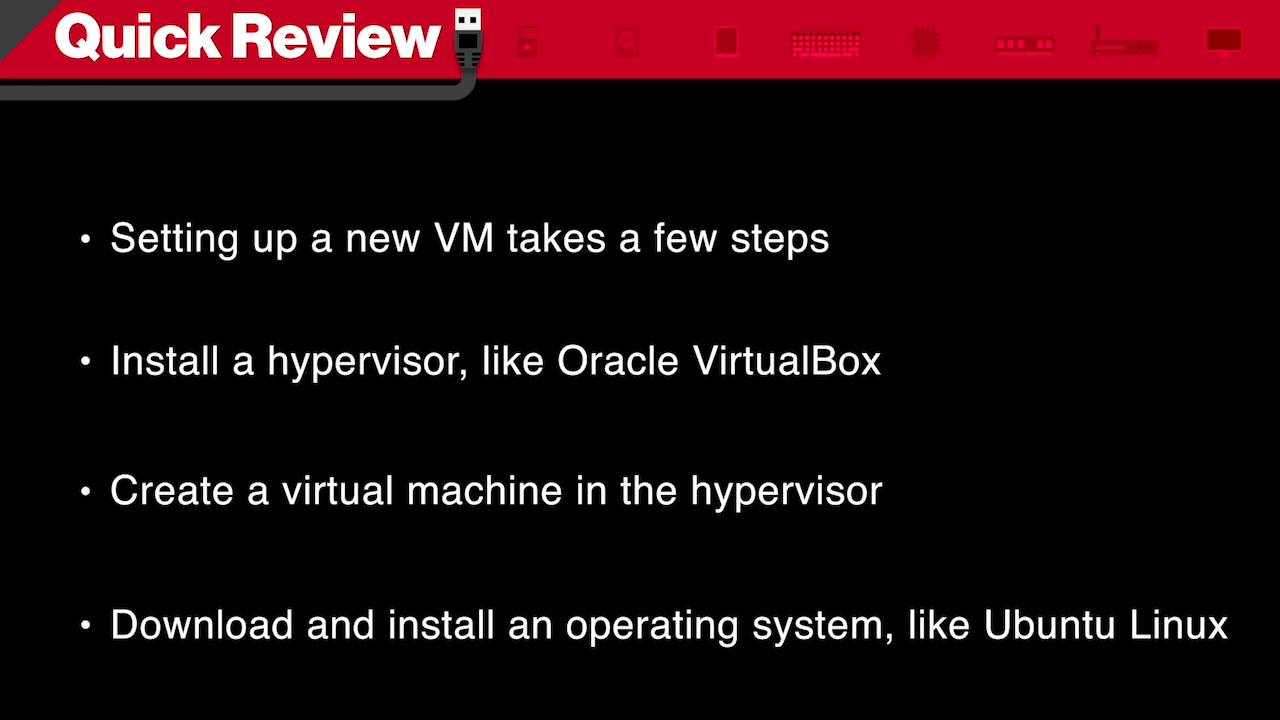 Quick Review
• Setting up a new VM takes a few steps
• Install a hypervisor, like Oracle VirtualBox
• Create a virtual machine in the hypervisor
• Download and install an operating system, like Ubuntu Linux